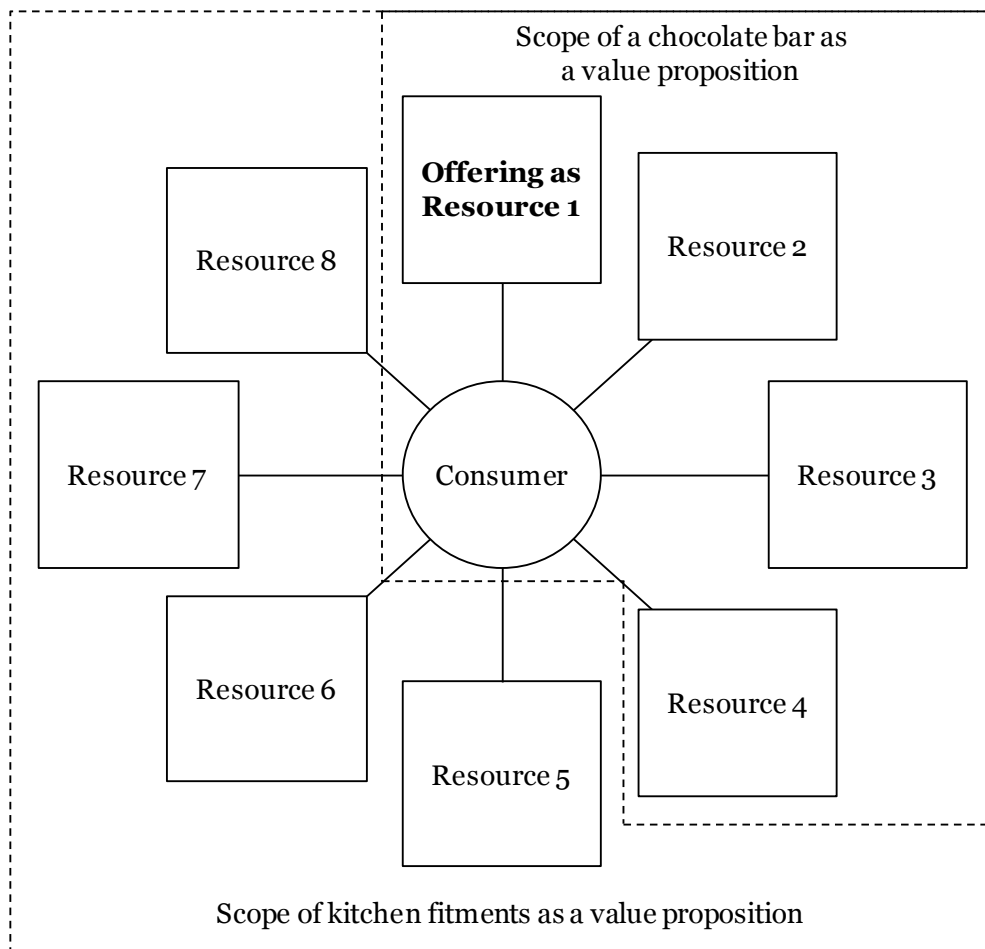 Scope of a chocolate bar as
a value proposition
Offering as
Resource 1
Resource 2
Resource 8
Resource 7
Consumer
Resource 3
Resource 6
Resource 4
Resource 5
Scope of kitchen fitments as a value proposition